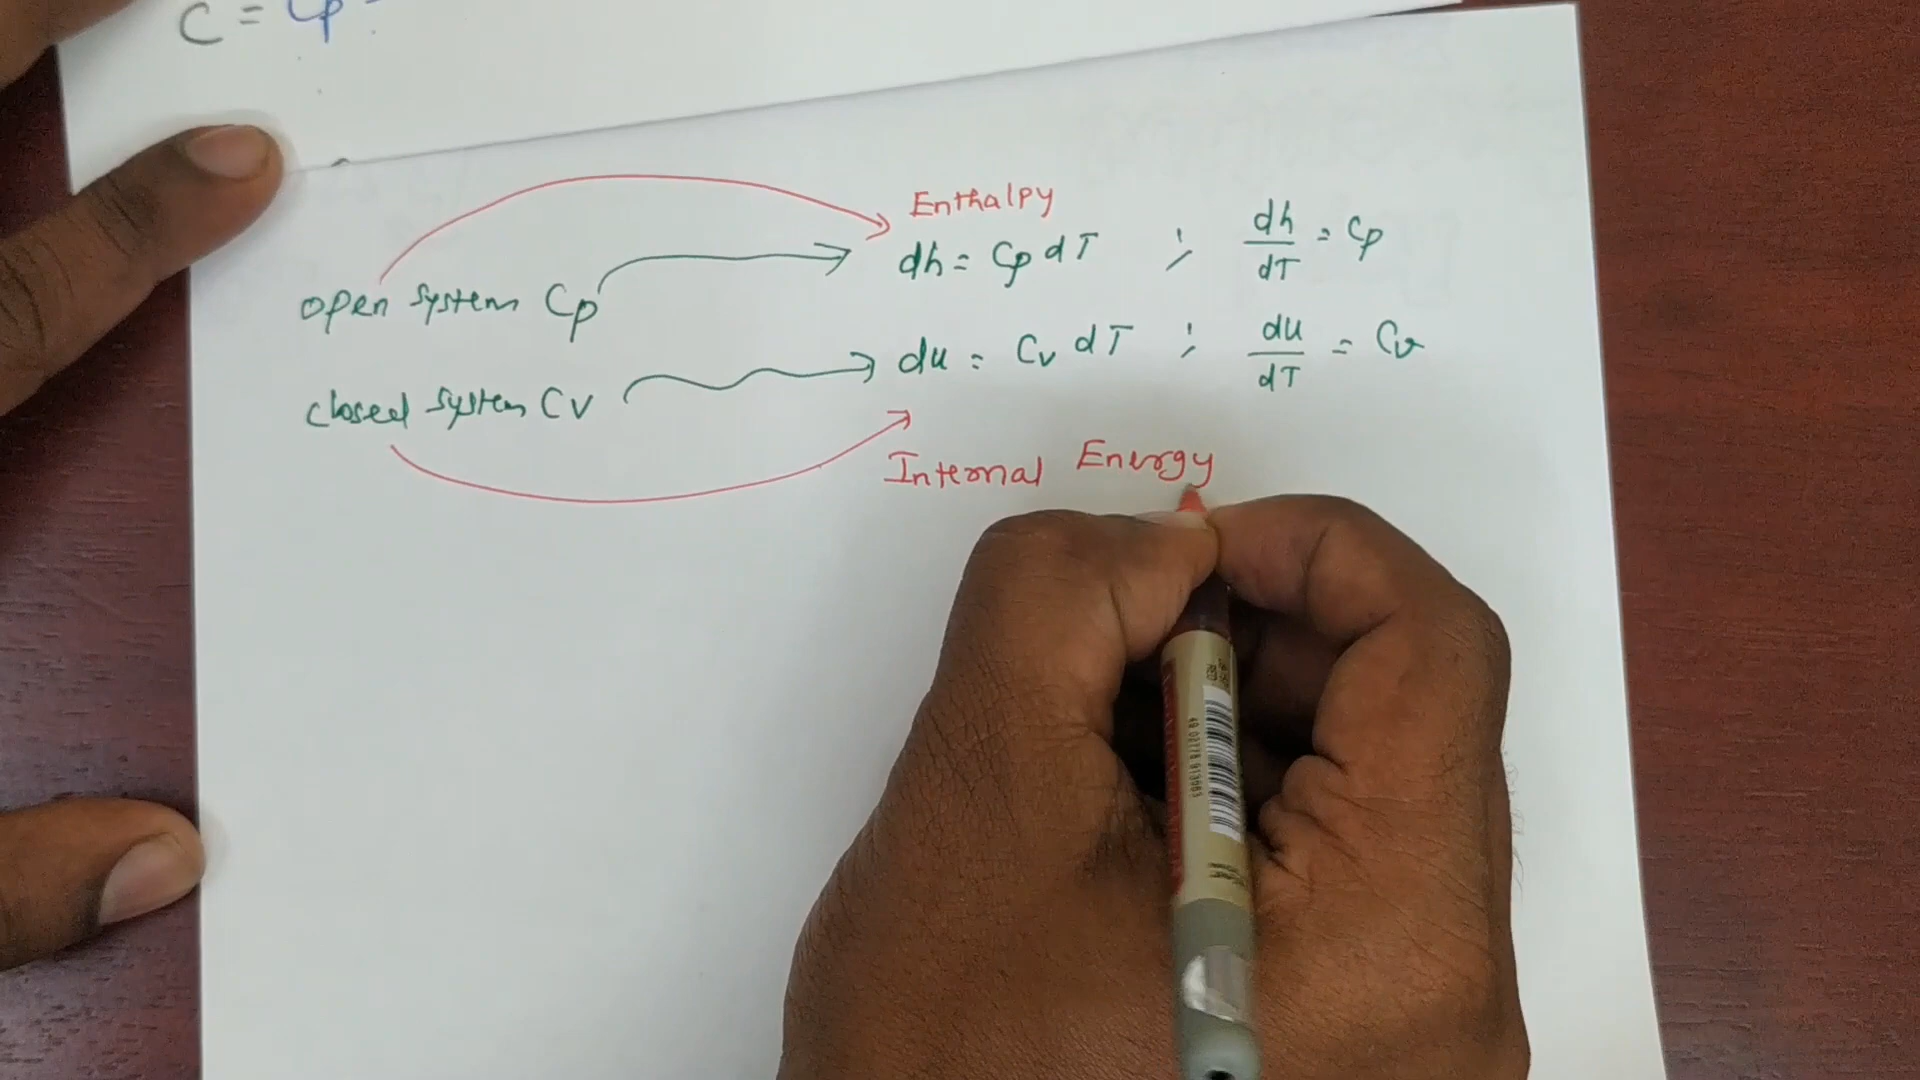 C = Cp
Enthalpy
open system Cp
dh = Cp dT ; dh/dT = Cp
closed system Cv
du = Cv dT ; du/dT = Cv
Internal Energy
RED